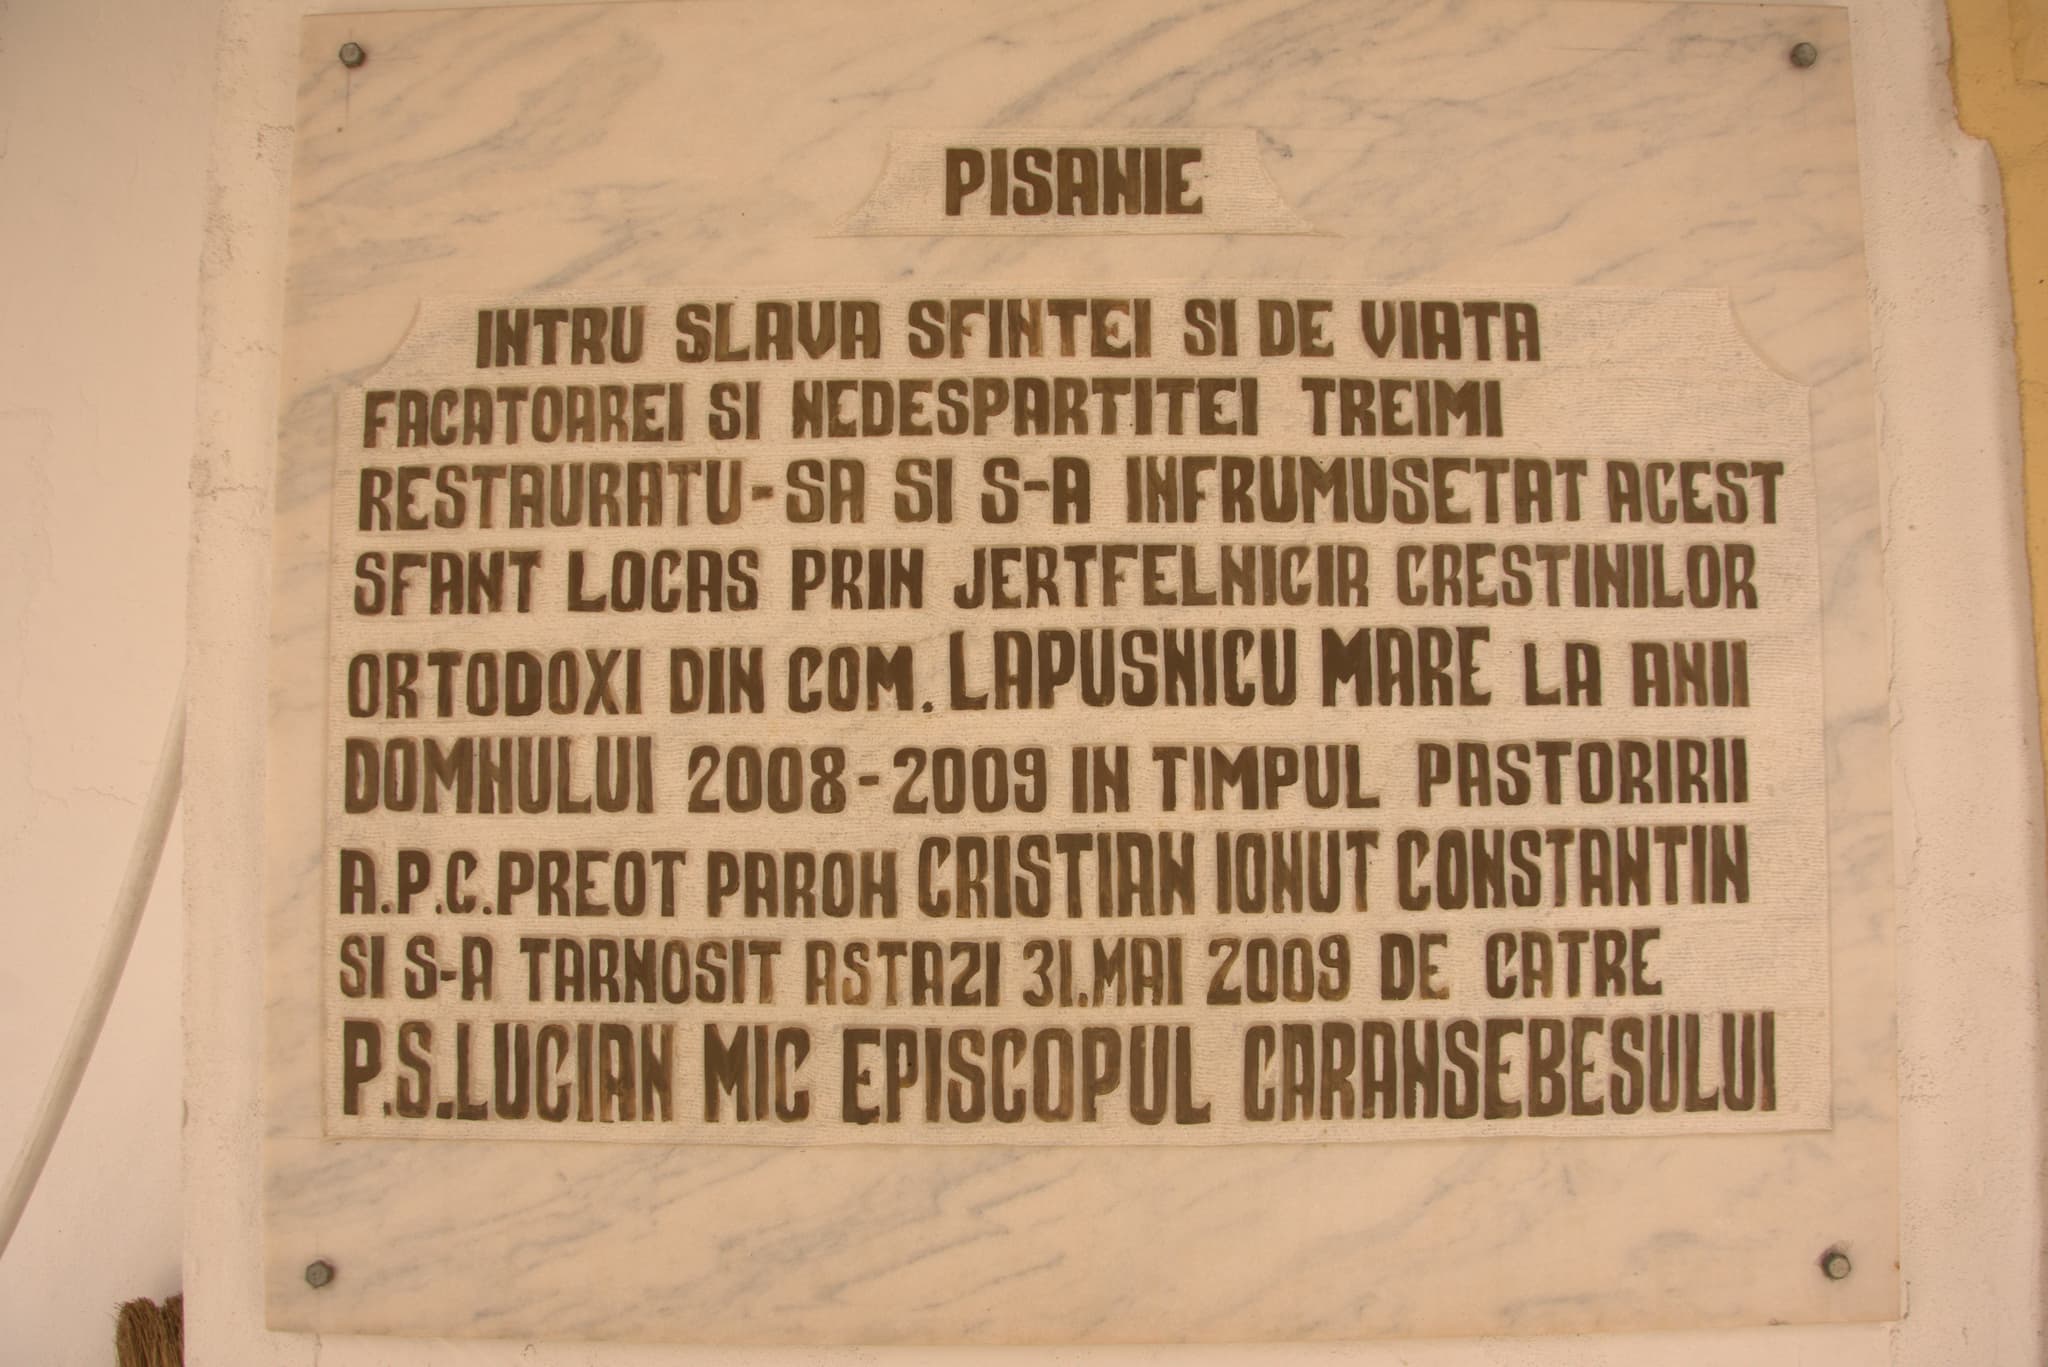 PISANIE
INTRU SLAVA SFINTEI SI DE VIATA
FACATOAREI SI NEDESPARTITEI TREIMI
RESTAURATU-SA SI S-A INFRUMUSETAT ACEST
SFANT LOCAS PRIN JERTFELNICIR CRESTINILOR
ORTODOXI DIN COM. LAPUSNICU MARE LA ANII
DOMNULUI 2008-2009 IN TIMPUL PASTORIRII
A.P.C.PREOT PAROH CRISTIAN IONUT CONSTANTIN
SI S-A TARNOSIT ASTAZI 31.MAI 2009 DE CATRE
P.S.LUCIAN MIC EPISCOPUL CARANSEBESULUI